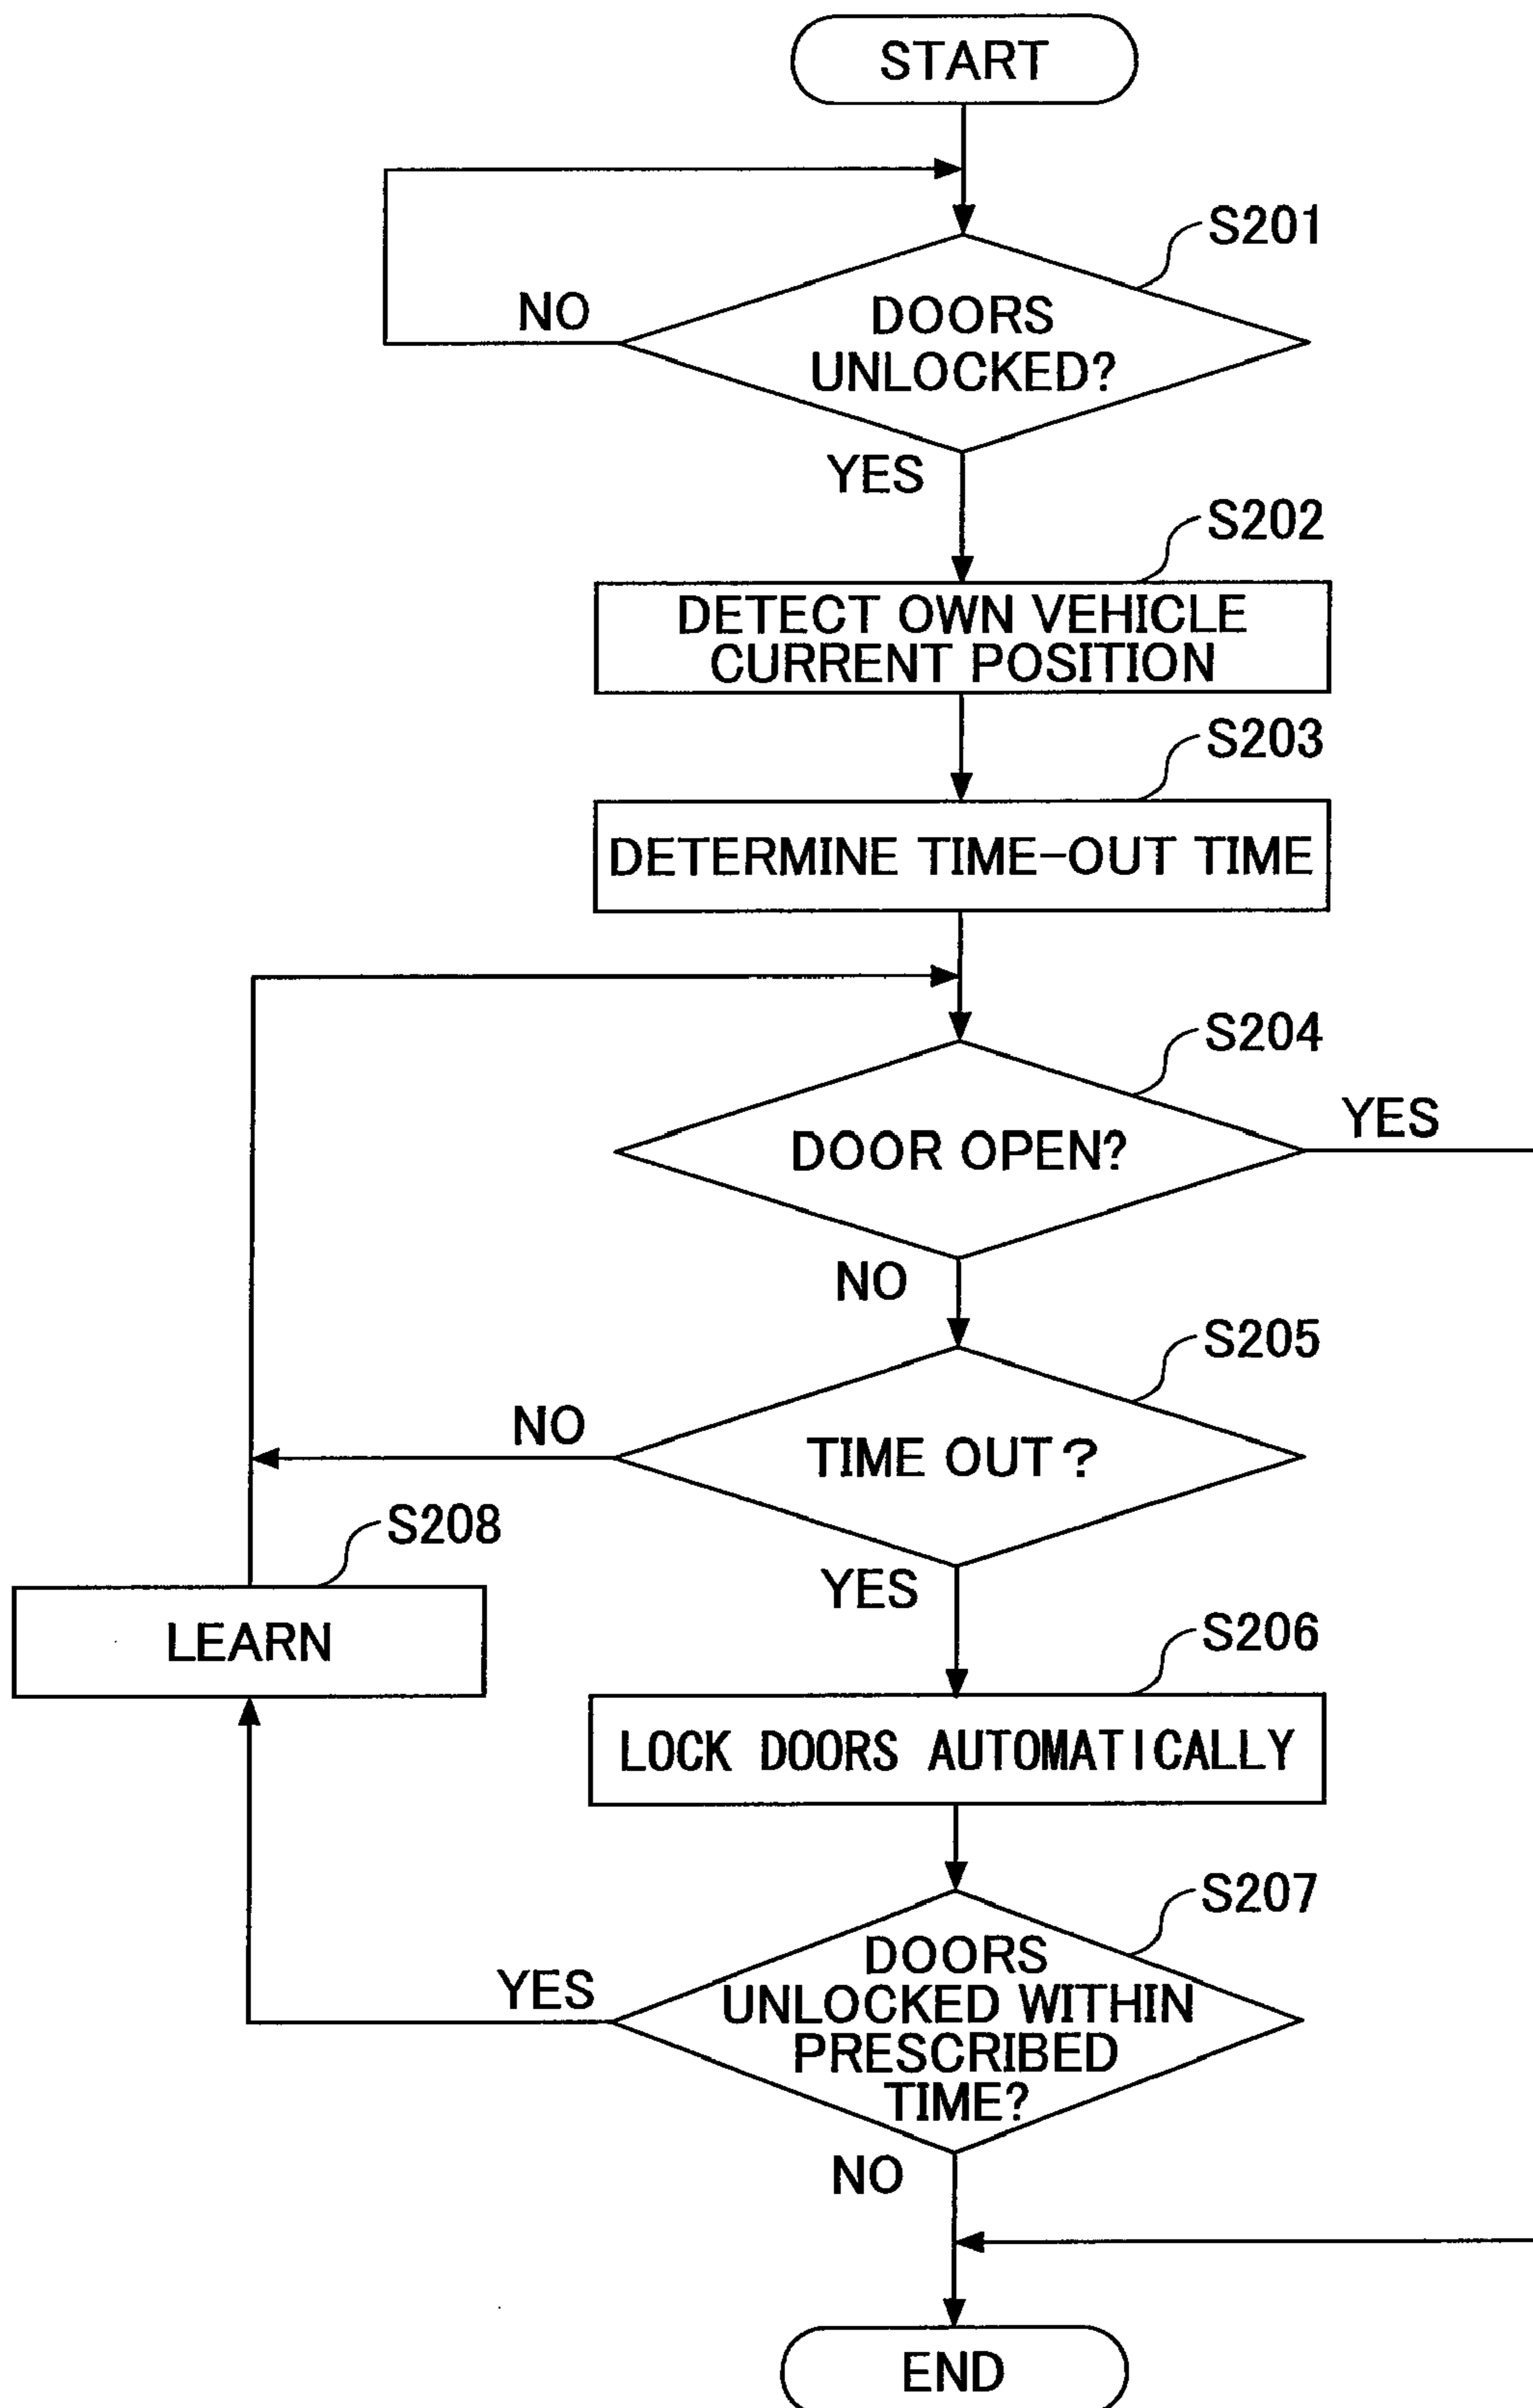 START
S201
NO
DOORS
UNLOCKED?
YES
S202
DETECT OWN VEHICLE
CURRENT POSITION
S203
DETERMINE TIME-OUT TIME
S204
YES
DOOR OPEN?
NO
S205
NO
TIME OUT?
S208
YES
LEARN
S206
LOCK DOORS AUTOMATICALLY
S207
YES
DOORS
UNLOCKED WITHIN
PRESCRIBED
TIME?
NO
END